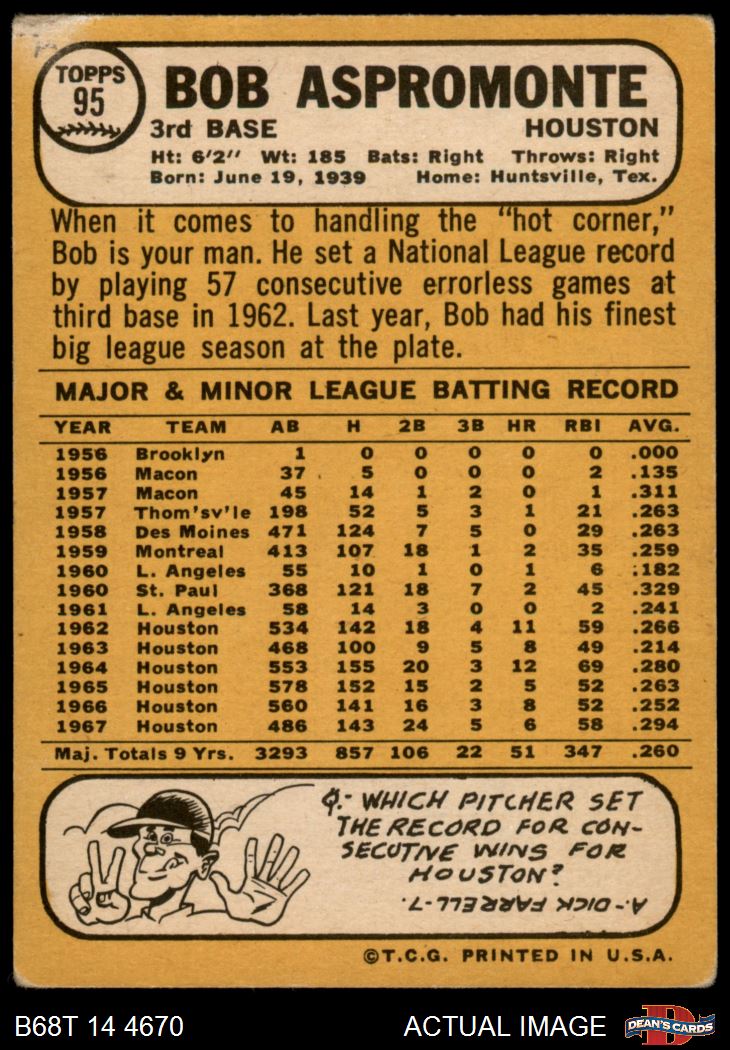 TOPPS
95
BOB ASPROMONTE
3rd BASE HOUSTON
Ht: 6'2" Wt: 185 Bats: Right Throws: Right
Born: June 19, 1939 Home: Huntsville, Tex.
When it comes to handling the "hot corner,"
Bob is your man. He set a National League record
by playing 57 consecutive errorless games at
third base in 1962. Last year, Bob had his finest
big league season at the plate.
MAJOR & MINOR LEAGUE BATTING RECORD
YEAR TEAM AB H 2B 3B HR RBI AVG.
1956 Brooklyn 1 0 0 0 0 0 .000
1956 Macon 37 5 0 0 0 2 .135
1957 Macon 45 14 1 2 0 1 .311
1957 Thom'sv'le 198 52 5 3 1 21 .263
1958 Des Moines 471 124 7 5 0 29 .263
1959 Montreal 413 107 18 1 2 35 .259
1960 L. Angeles 55 10 1 0 1 6 .182
1960 St. Paul 368 121 18 7 2 45 .329
1961 L. Angeles 58 14 3 0 0 2 .241
1962 Houston 534 142 18 4 11 59 .266
1963 Houston 468 100 9 5 8 49 .214
1964 Houston 553 155 20 3 12 69 .280
1965 Houston 578 152 15 2 5 52 .263
1966 Houston 560 141 16 3 8 52 .252
1967 Houston 486 143 24 5 6 58 .294
Maj. Totals 9 Yrs. 3293 857 106 22 51 347 .260
Q.- WHICH PITCHER SET
THE RECORD FOR CON-
SECUTIVE WINS FOR
HOUSTON?
A.- DICK FARRELL-7.
©T.C.G. PRINTED IN U.S.A.
B68T 14 4670 ACTUAL IMAGE
D
DEAN'S CARDS